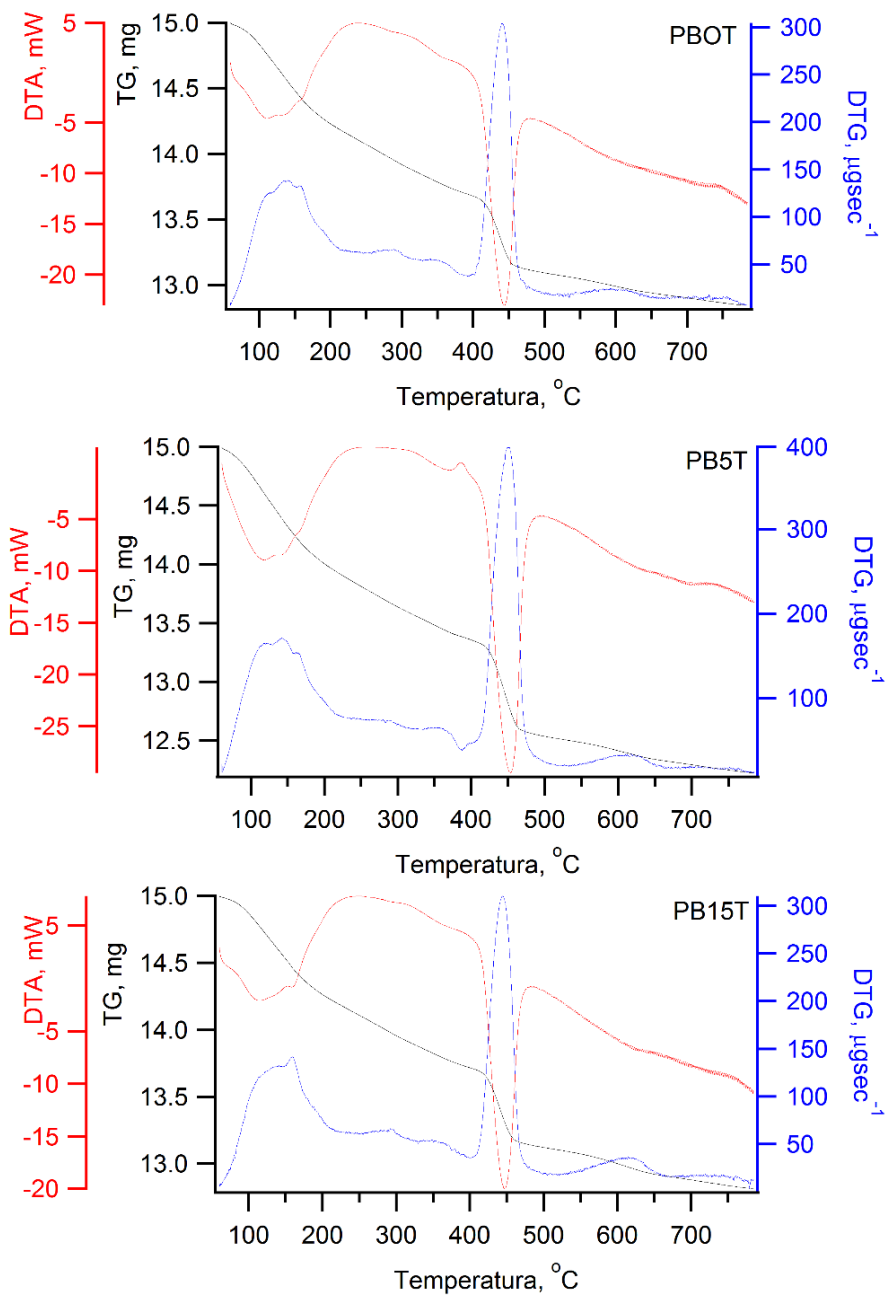 5
-5
-10
-15
-20
DTA, mW
15.0
14.5
14.0
13.5
13.0
TG, mg
PBOT
300
250
200
150
100
50
DTG, µgsec⁻¹
100 200 300 400 500 600 700
Temperatura, °C
-5
-10
-15
-20
-25
DTA, mW
15.0
14.5
14.0
13.5
13.0
12.5
TG, mg
PB5T
400
300
200
100
DTG, µgsec⁻¹
100 200 300 400 500 600 700
Temperatura, °C
5
-5
-10
-15
-20
DTA, mW
15.0
14.5
14.0
13.5
13.0
TG, mg
PB15T
300
250
200
150
100
50
DTG, µgsec⁻¹
100 200 300 400 500 600 700
Temperatura, °C